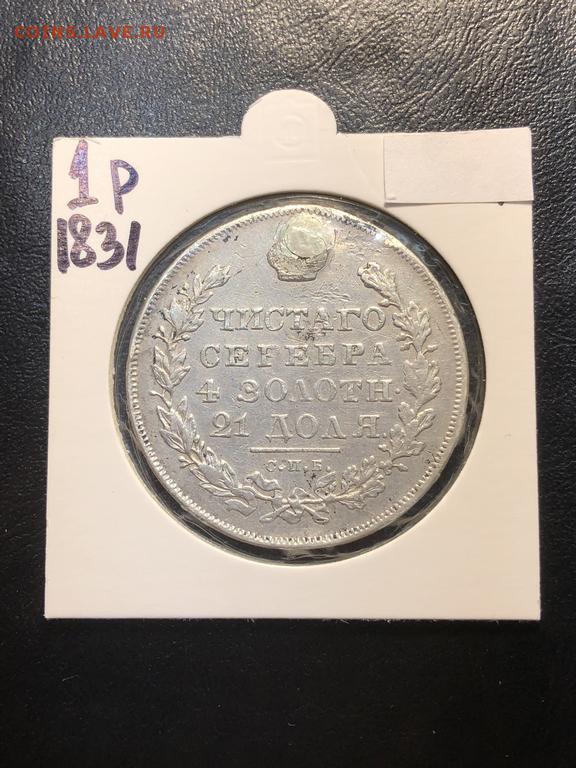 COINS.LAVE.RU
1 р
1831
ЧИСТАГО
СЕРЕБРА
4 ЗОЛОТН.
21 ДОЛЯ.
С.П.Б.